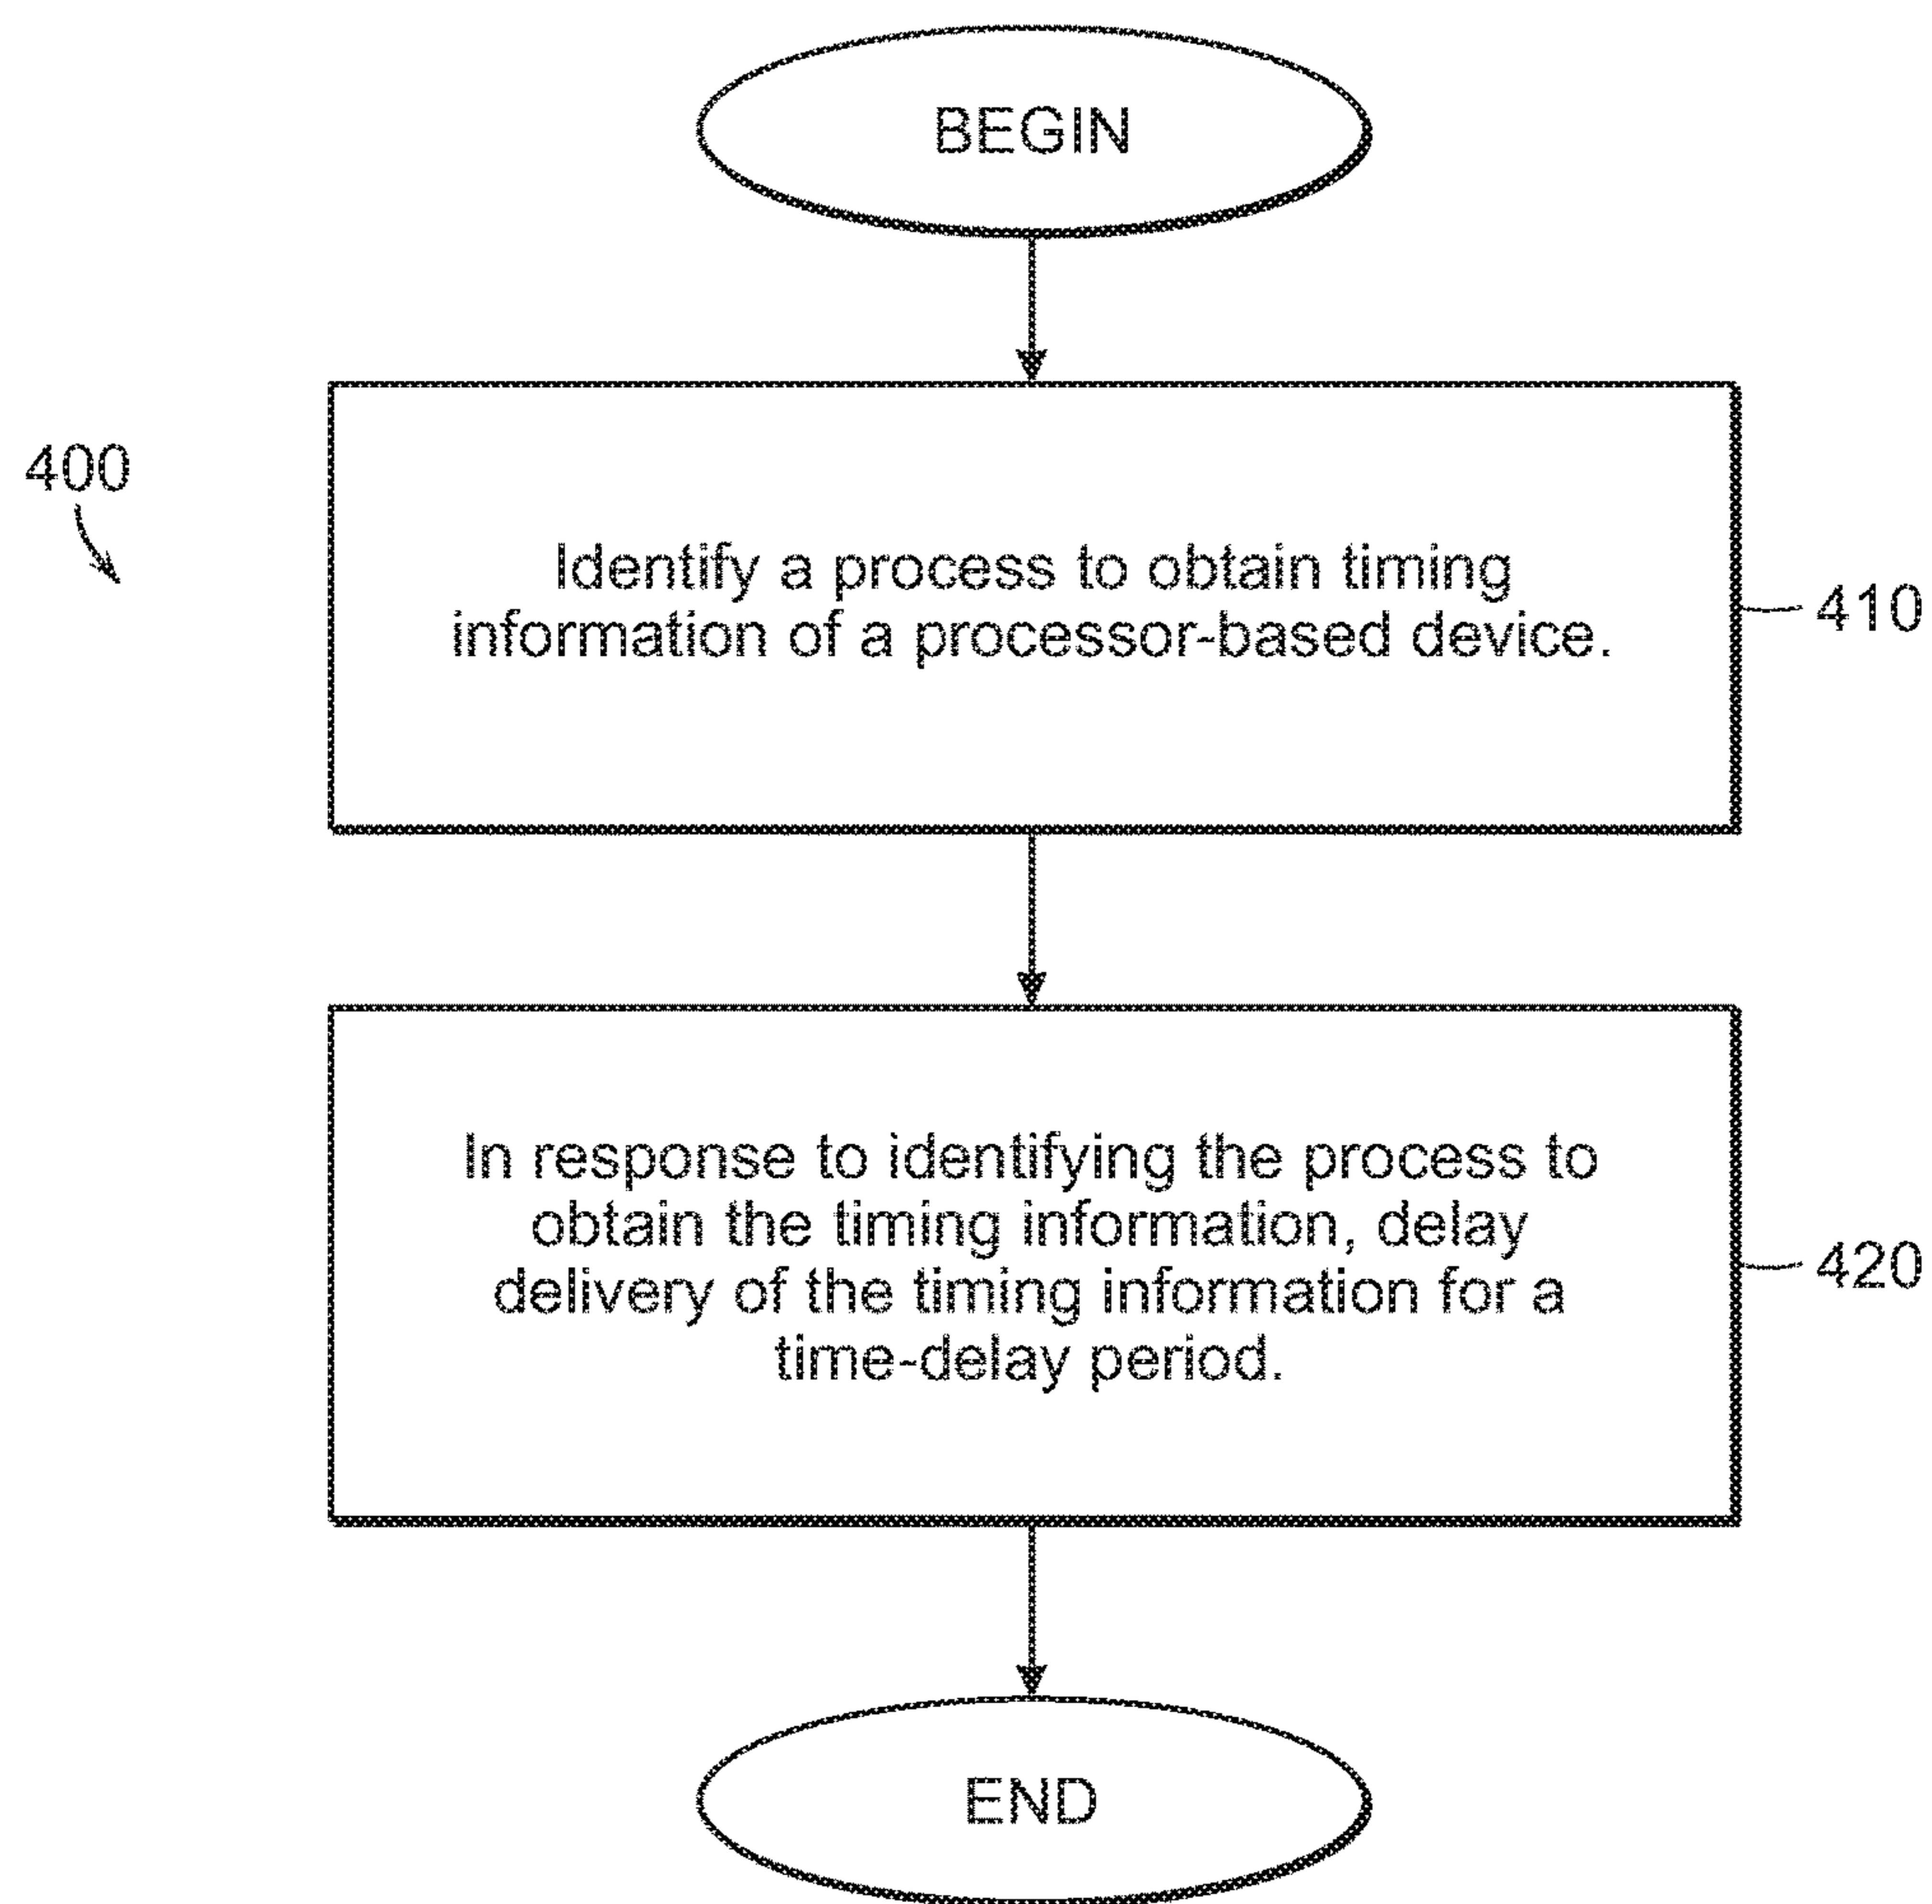 BEGIN
400
Identify a process to obtain timing
information of a processor-based device.
410
In response to identifying the process to
obtain the timing information, delay
delivery of the timing information for a
time-delay period.
420
END